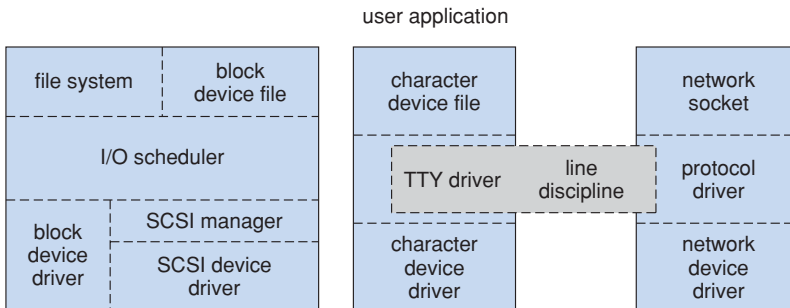 user application
file system
block
device file
I/O scheduler
block
device
driver
SCSI manager
SCSI device
driver
character
device file
TTY driver
line
discipline
character
device
driver
network
socket
protocol
driver
network
device
driver